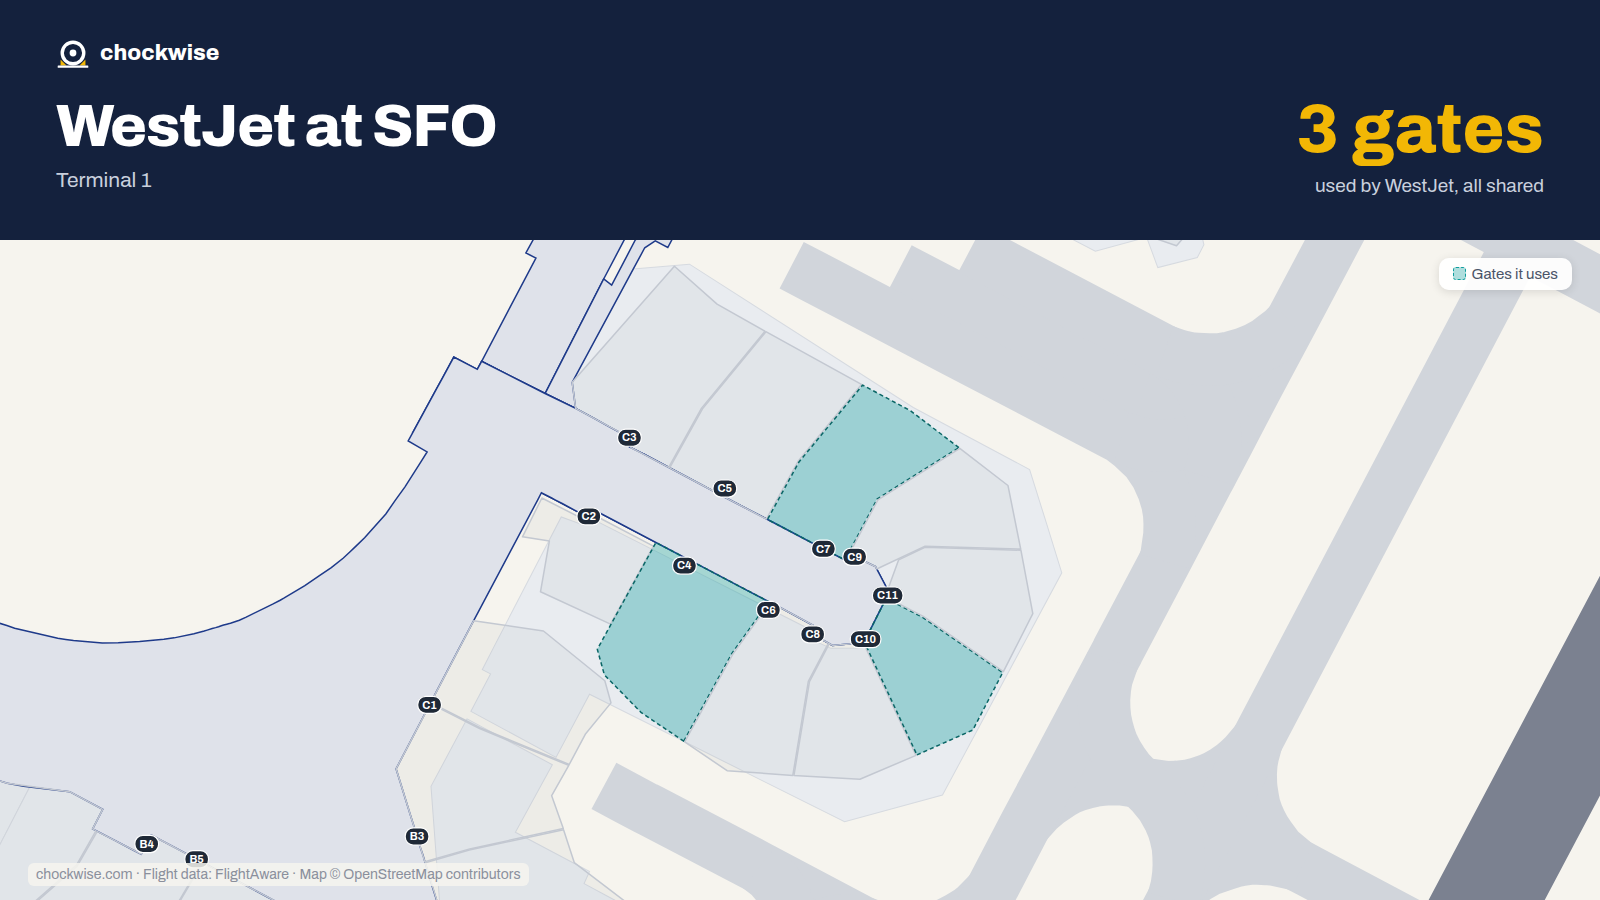 chockwise
WestJet at SFO
Terminal 1
3 gates
used by WestJet, all shared
Gates it uses
C3
C5
C2
C7
C9
C4
C11
C6
C8
C10
C1
B3
B4
B5
chockwise.com · Flight data: FlightAware · Map © OpenStreetMap contributors